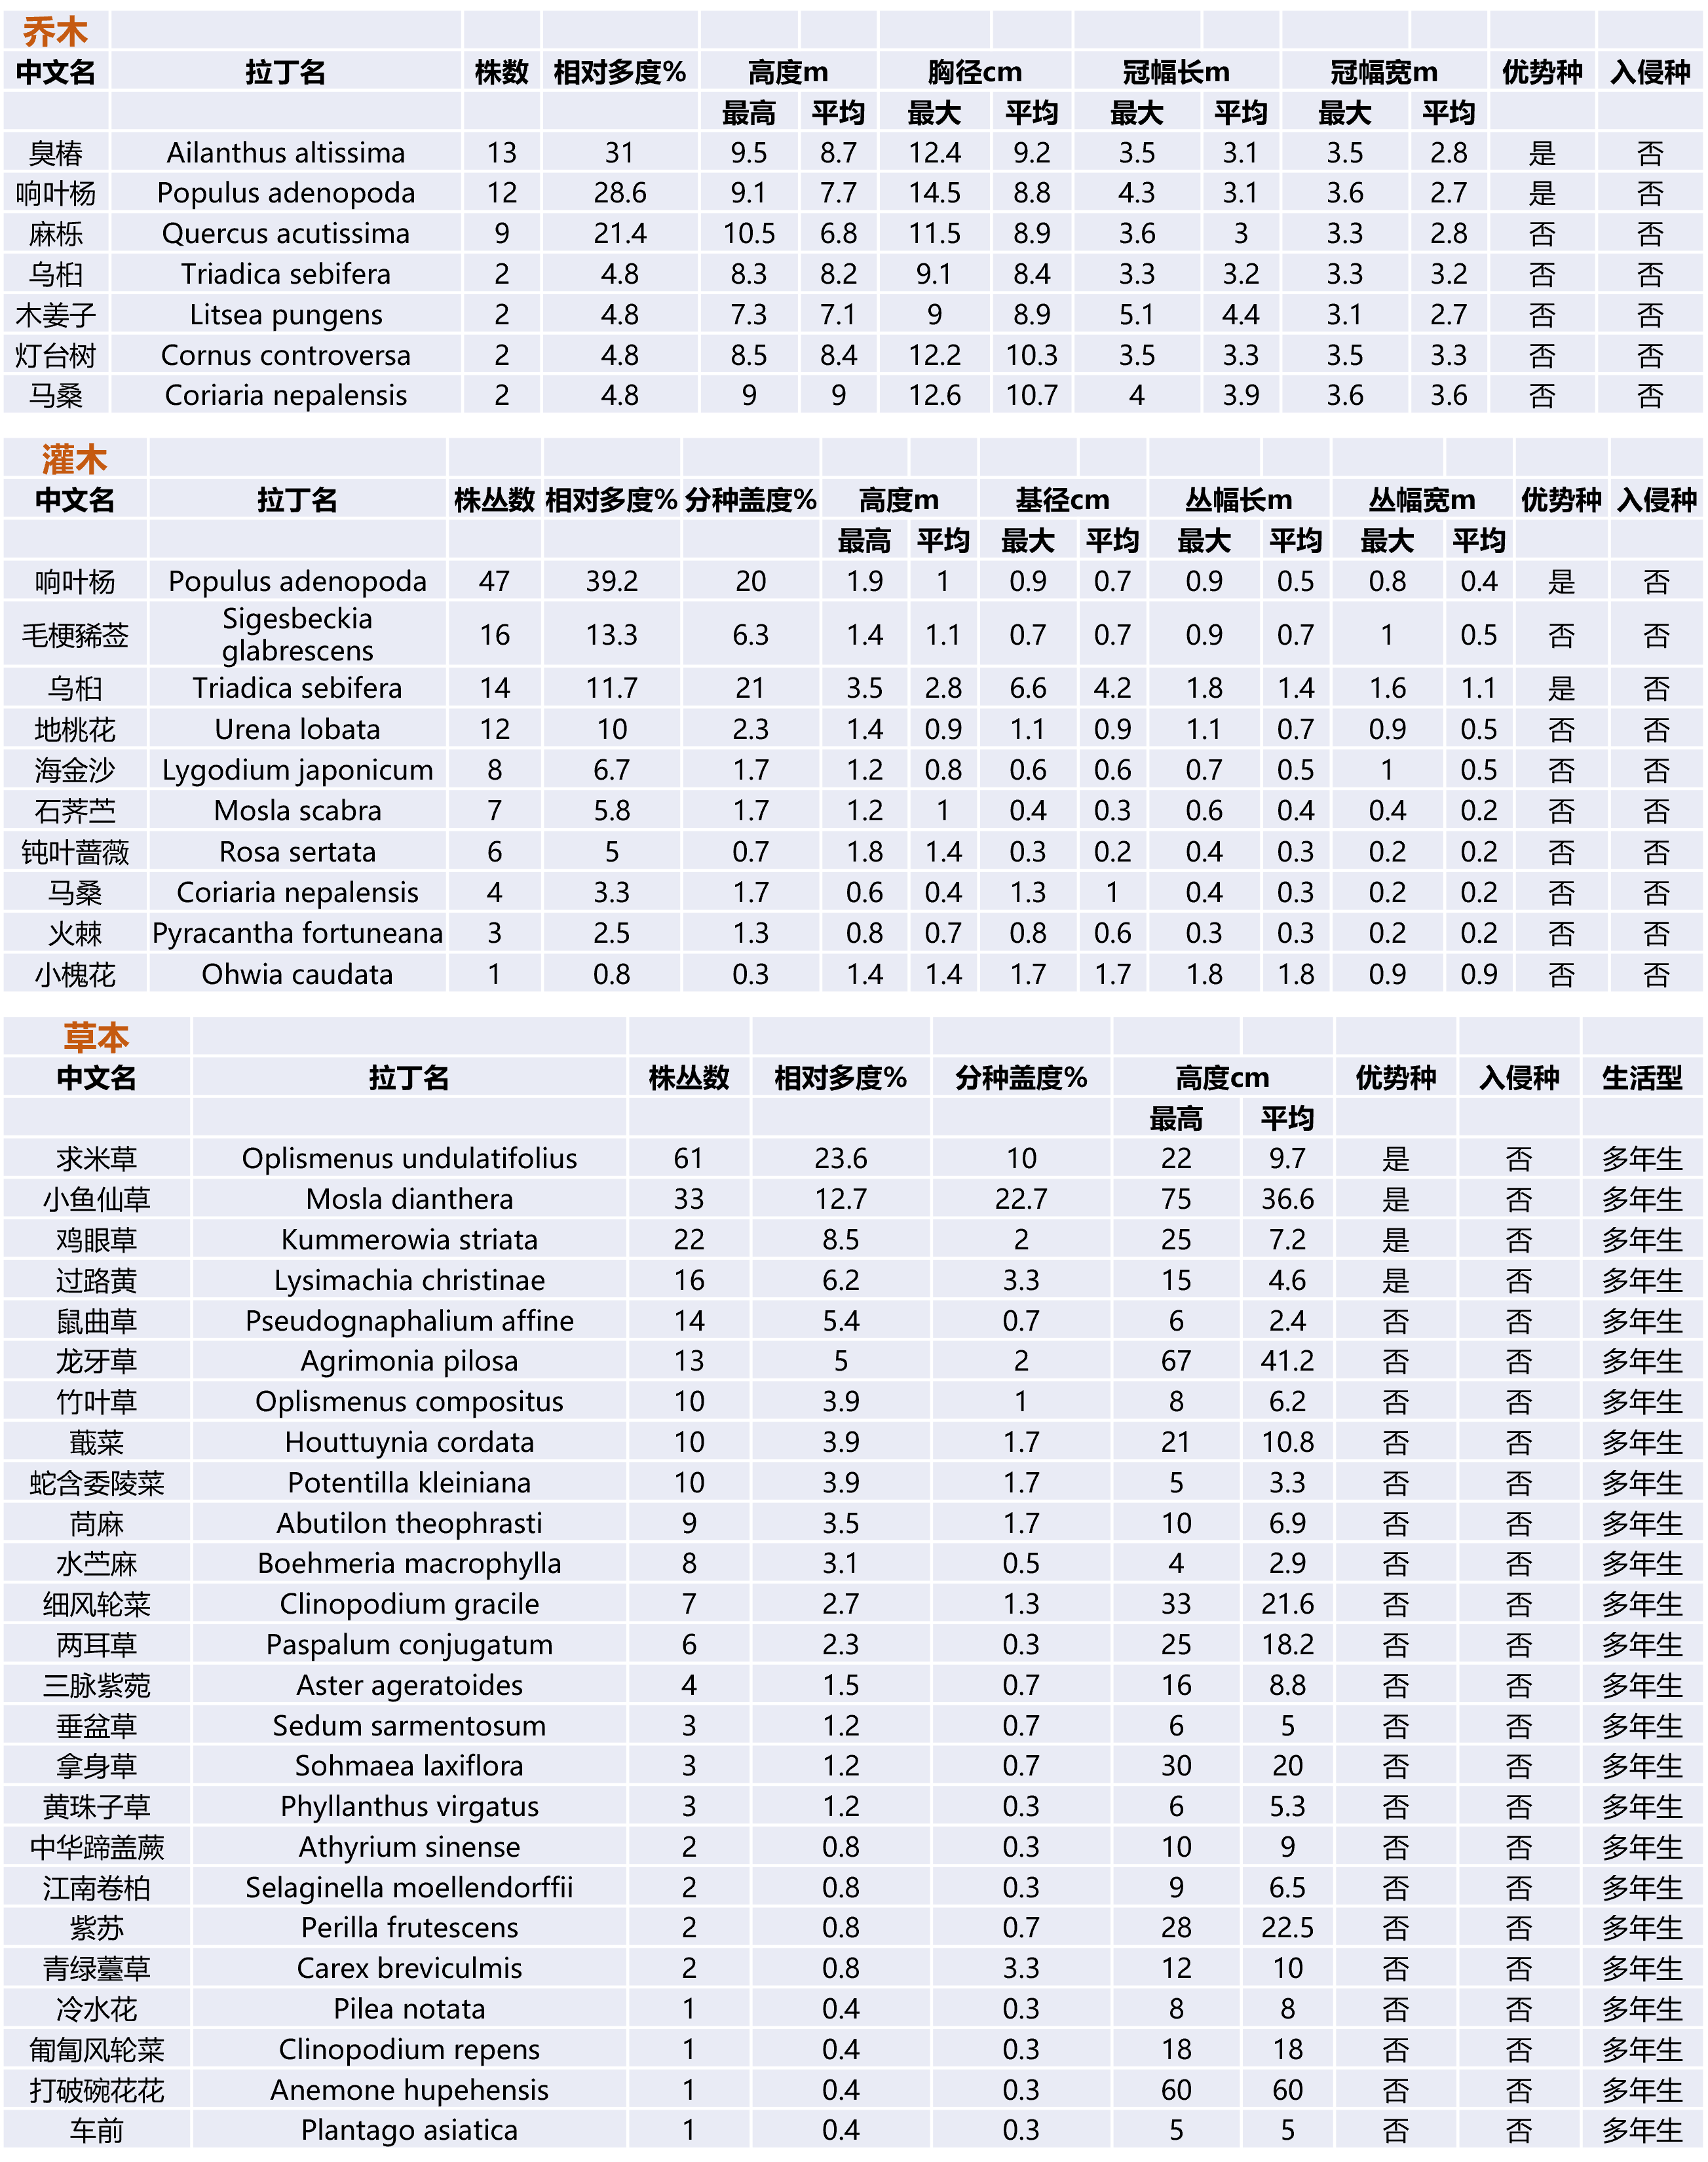 乔木
中文名 拉丁名 株数 相对多度% 高度m 胸径cm 冠幅长m 冠幅宽m 优势种 入侵种
最高 平均 最大 平均 最大 平均 最大 平均
臭椿 Ailanthus altissima 13 31 9.5 8.7 12.4 9.2 3.5 3.1 3.5 2.8 是 否
响叶杨 Populus adenopoda 12 28.6 9.1 7.7 14.5 8.8 4.3 3.1 3.6 2.7 是 否
麻栎 Quercus acutissima 9 21.4 10.5 6.8 11.5 8.9 3.6 3 3.3 2.8 否 否
乌桕 Triadica sebifera 2 4.8 8.3 8.2 9.1 8.4 3.3 3.2 3.3 3.2 否 否
木姜子 Litsea pungens 2 4.8 7.3 7.1 9 8.9 5.1 4.4 3.1 2.7 否 否
灯台树 Cornus controversa 2 4.8 8.5 8.4 12.2 10.3 3.5 3.3 3.5 3.3 否 否
马桑 Coriaria nepalensis 2 4.8 9 9 12.6 10.7 4 3.9 3.6 3.6 否 否
灌木
中文名 拉丁名 株丛数 相对多度% 分种盖度% 高度m 基径cm 丛幅长m 丛幅宽m 优势种 入侵种
最高 平均 最大 平均 最大 平均 最大 平均
响叶杨 Populus adenopoda 47 39.2 20 1.9 1 0.9 0.7 0.9 0.5 0.8 0.4 是 否
毛梗豨莶 Sigesbeckia glabrescens 16 13.3 6.3 1.4 1.1 0.7 0.7 0.9 0.7 1 0.5 否 否
乌桕 Triadica sebifera 14 11.7 21 3.5 2.8 6.6 4.2 1.8 1.4 1.6 1.1 是 否
地桃花 Urena lobata 12 10 2.3 1.4 0.9 1.1 0.9 1.1 0.7 0.9 0.5 否 否
海金沙 Lygodium japonicum 8 6.7 1.7 1.2 0.8 0.6 0.6 0.7 0.5 1 0.5 否 否
石荠苎 Mosla scabra 7 5.8 1.7 1.2 1 0.4 0.3 0.6 0.4 0.4 0.2 否 否
钝叶蔷薇 Rosa sertata 6 5 0.7 1.8 1.4 0.3 0.2 0.4 0.3 0.2 0.2 否 否
马桑 Coriaria nepalensis 4 3.3 1.7 0.6 0.4 1.3 1 0.4 0.3 0.2 0.2 否 否
火棘 Pyracantha fortuneana 3 2.5 1.3 0.8 0.7 0.8 0.6 0.3 0.3 0.2 0.2 否 否
小槐花 Ohwia caudata 1 0.8 0.3 1.4 1.4 1.7 1.7 1.8 1.8 0.9 0.9 否 否
草本
中文名 拉丁名 株丛数 相对多度% 分种盖度% 高度cm 优势种 入侵种 生活型
最高 平均
求米草 Oplismenus undulatifolius 61 23.6 10 22 9.7 是 否 多年生
小鱼仙草 Mosla dianthera 33 12.7 22.7 75 36.6 是 否 多年生
鸡眼草 Kummerowia striata 22 8.5 2 25 7.2 是 否 多年生
过路黄 Lysimachia christinae 16 6.2 3.3 15 4.6 是 否 多年生
鼠曲草 Pseudognaphalium affine 14 5.4 0.7 6 2.4 否 否 多年生
龙牙草 Agrimonia pilosa 13 5 2 67 41.2 否 否 多年生
竹叶草 Oplismenus compositus 10 3.9 1 8 6.2 否 否 多年生
蕺菜 Houttuynia cordata 10 3.9 1.7 21 10.8 否 否 多年生
蛇含委陵菜 Potentilla kleiniana 10 3.9 1.7 5 3.3 否 否 多年生
苘麻 Abutilon theophrasti 9 3.5 1.7 10 6.9 否 否 多年生
水苎麻 Boehmeria macrophylla 8 3.1 0.5 4 2.9 否 否 多年生
细风轮菜 Clinopodium gracile 7 2.7 1.3 33 21.6 否 否 多年生
两耳草 Paspalum conjugatum 6 2.3 0.3 25 18.2 否 否 多年生
三脉紫菀 Aster ageratoides 4 1.5 0.7 16 8.8 否 否 多年生
垂盆草 Sedum sarmentosum 3 1.2 0.7 6 5 否 否 多年生
拿身草 Sohmaea laxiflora 3 1.2 0.7 30 20 否 否 多年生
黄珠子草 Phyllanthus virgatus 3 1.2 0.3 6 5.3 否 否 多年生
中华蹄盖蕨 Athyrium sinense 2 0.8 0.3 10 9 否 否 多年生
江南卷柏 Selaginella moellendorffii 2 0.8 0.3 9 6.5 否 否 多年生
紫苏 Perilla frutescens 2 0.8 0.7 28 22.5 否 否 多年生
青绿薹草 Carex breviculmis 2 0.8 3.3 12 10 否 否 多年生
冷水花 Pilea notata 1 0.4 0.3 8 8 否 否 多年生
匍匐风轮菜 Clinopodium repens 1 0.4 0.3 18 18 否 否 多年生
打破碗花花 Anemone hupehensis 1 0.4 0.3 60 60 否 否 多年生
车前 Plantago asiatica 1 0.4 0.3 5 5 否 否 多年生